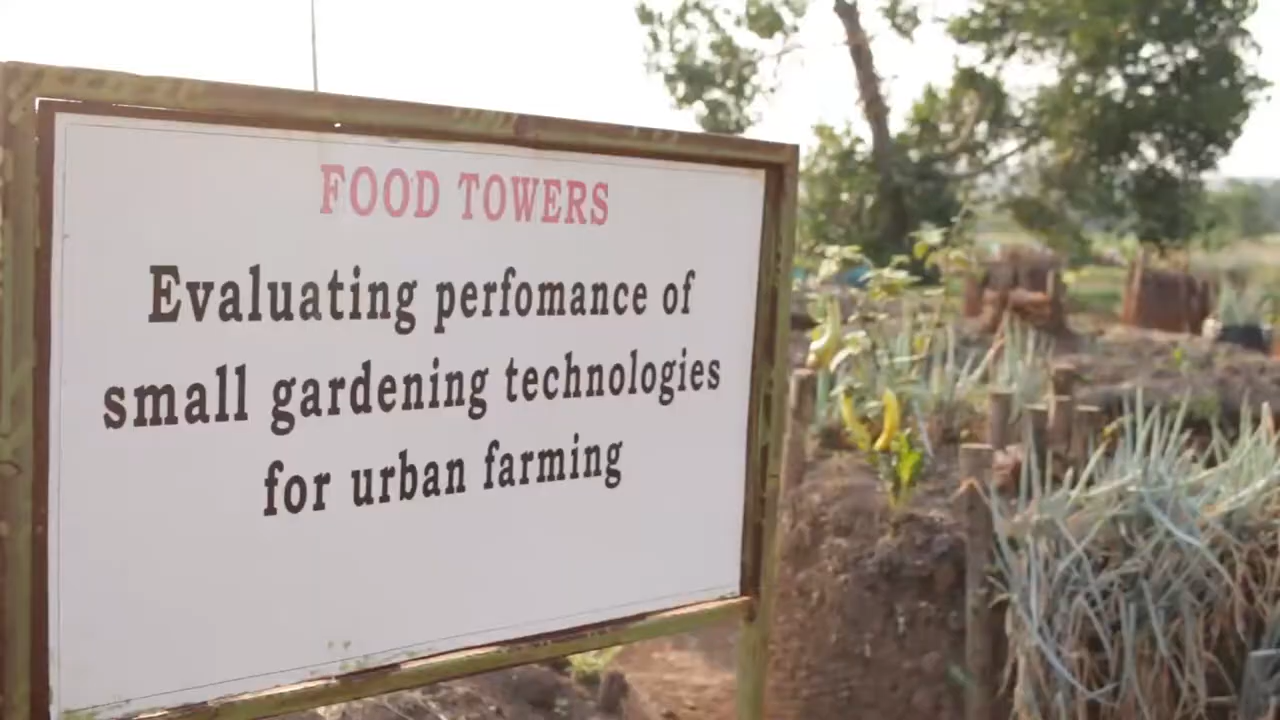 FOOD TOWERS
Evaluating perfomance of
small gardening technologies
for urban farming